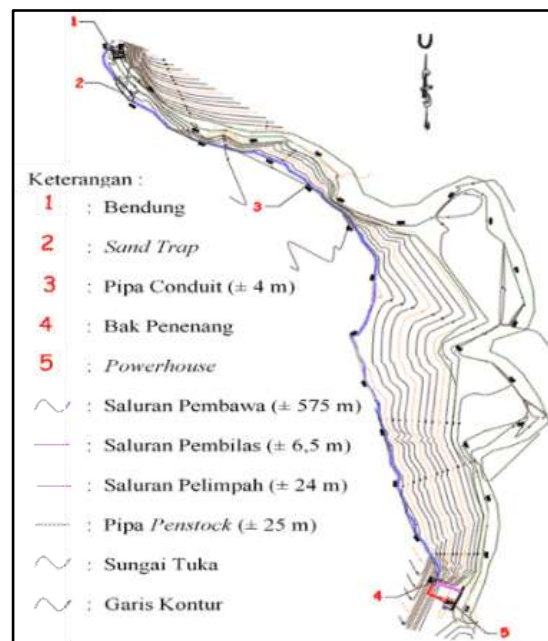 1
U
2
Keterangan :
3
1 : Bendung
2 : Sand Trap
3 : Pipa Conduit (± 4 m)
4 : Bak Penenang
5 : Powerhouse
: Saluran Pembawa (± 575 m)
: Saluran Pembilas (± 6,5 m)
: Saluran Pelimpah (± 24 m)
: Pipa Penstock (± 25 m)
: Sungai Tuka
: Garis Kontur
4
5